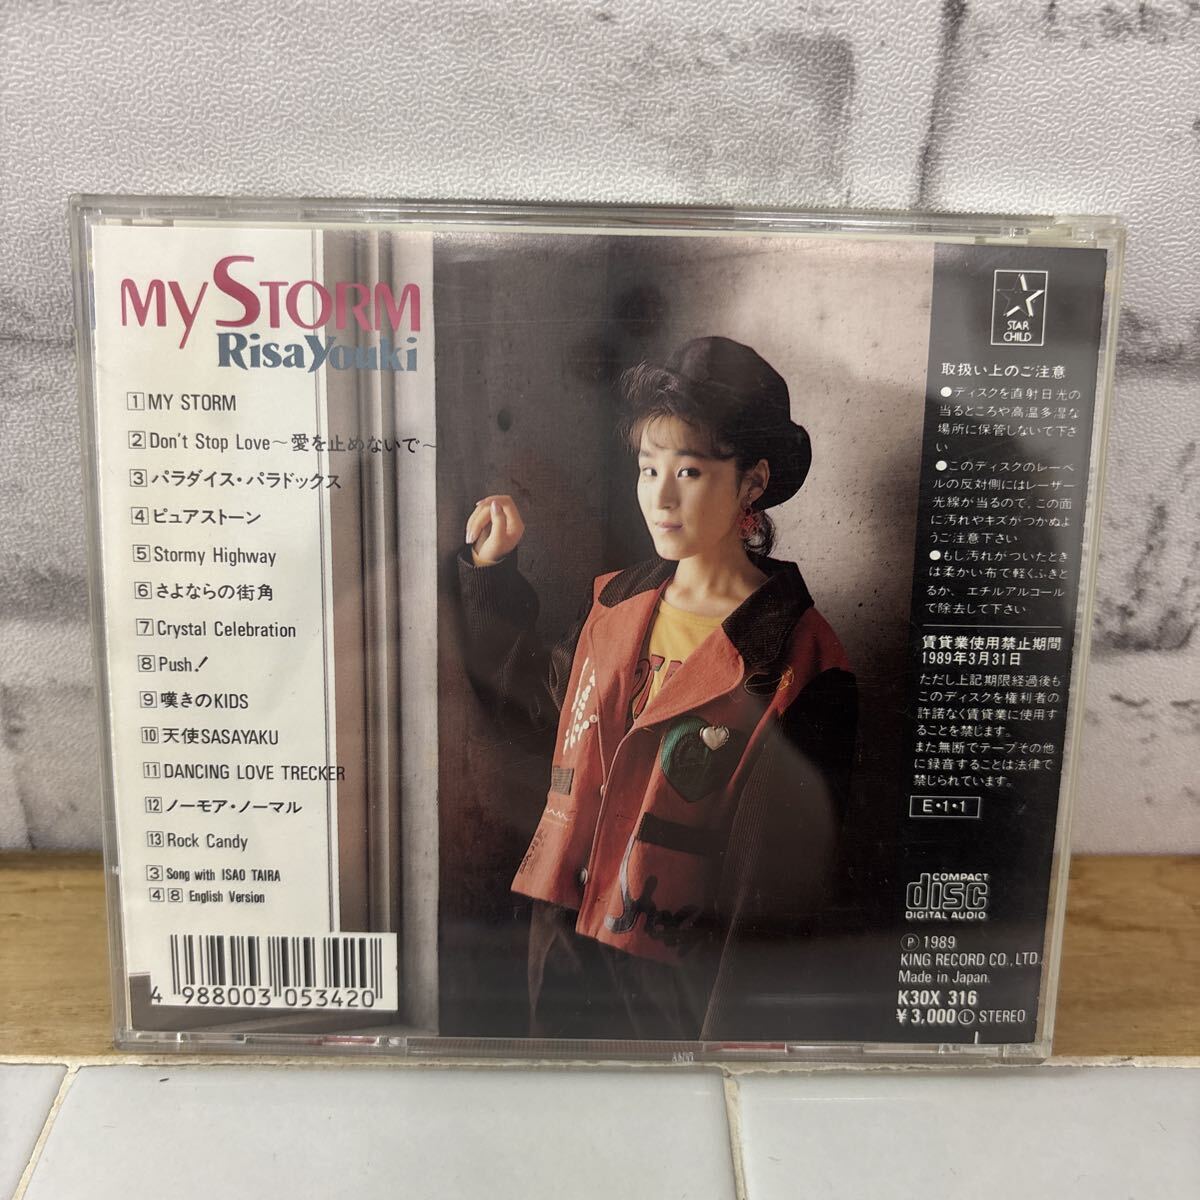 MY STORM
Risa Youki
1 MY STORM
2 Don't Stop Love～愛を止めないで～
3 パラダイス・パラドックス
4 ピュアストーン
5 Stormy Highway
6 さよならの街角
7 Crystal Celebration
8 Push!
9 嘆きのKIDS
10 天使SASAYAKU
11 DANCING LOVE TRECKER
12 ノーモア・ノーマル
13 Rock Candy
3 Song with ISAO TAIRA
4 8 English Version
4 988003 053420
STAR
CHILD
取扱い上のご注意
●ディスクを直射日光の
当るところや高温多湿な
場所に保管しないで下さ
い
●このディスクのレーベ
ルの反対側にはレーザー
光線が当るので、この面
に汚れやキズがつかぬよ
うご注意下さい
●もし汚れがついたとき
は柔かい布で軽くふきと
るか、エチルアルコール
で除去して下さい
賃貸業使用禁止期間
1989年3月31日
ただし上記期限経過後も
このディスクを権利者の
許諾なく賃貸業に使用す
ることを禁じます。
また無断でテープその他
に録音することは法律で
禁じられています。
E・1・1
COMPACT
disc
DIGITAL AUDIO
Ⓟ 1989
KING RECORD CO., LTD.
Made in Japan.
K30X 316
¥3,000 Ⓛ STEREO